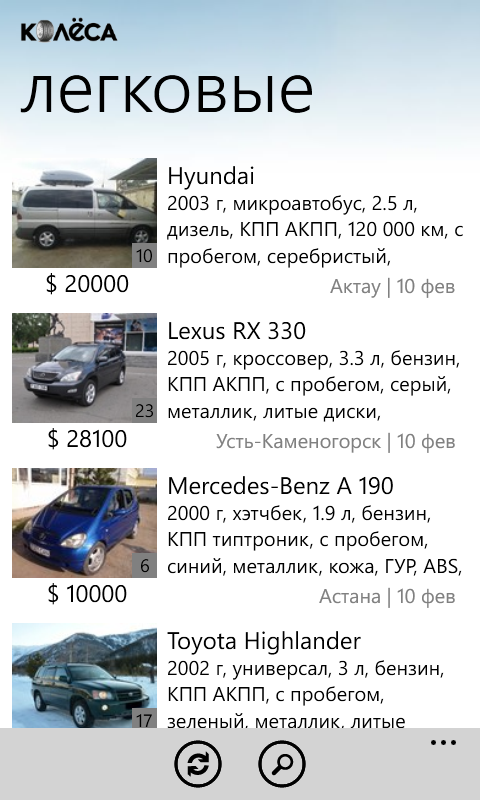 КОЛЁСА
легковые
Hyundai
2003 г, микроавтобус, 2.5 л,
дизель, КПП АКПП, 120 000 км, с
пробегом, серебристый,
10
$ 20000
Актау | 10 фев
Lexus RX 330
2005 г, кроссовер, 3.3 л, бензин,
КПП АКПП, с пробегом, серый,
металлик, литые диски,
23
$ 28100
Усть-Каменогорск | 10 фев
Mercedes-Benz A 190
2000 г, хэтчбек, 1.9 л, бензин,
КПП типтроник, с пробегом,
синий, металлик, кожа, ГУР, ABS,
6
$ 10000
Астана | 10 фев
Toyota Highlander
2002 г, универсал, 3 л, бензин,
КПП АКПП, с пробегом,
зеленый, металлик, литые
17